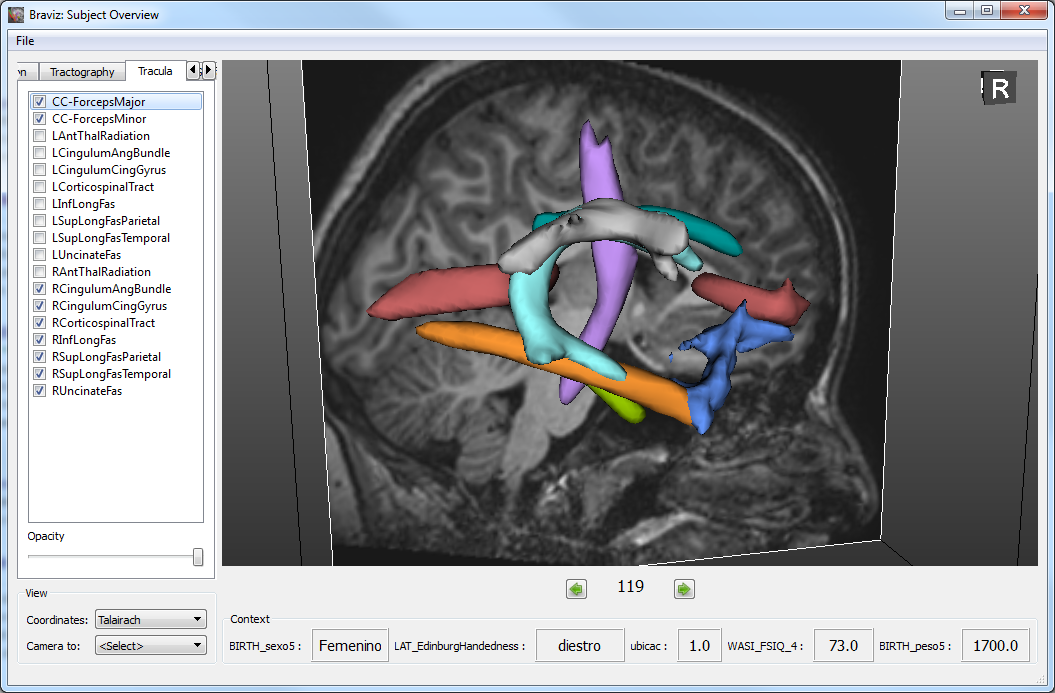 Braviz: Subject Overview
File
Tractography
Tracula
CC-ForcepsMajor
CC-ForcepsMinor
LAntThalRadiation
LCingulumAngBundle
LCingulumCingGyrus
LCorticospinalTract
LInfLongFas
LSupLongFasParietal
LSupLongFasTemporal
LUncinateFas
RAntThalRadiation
RCingulumAngBundle
RCingulumCingGyrus
RCorticospinalTract
RInfLongFas
RSupLongFasParietal
RSupLongFasTemporal
RUncinateFas
Opacity
R
119
View
Coordinates: Talairach
Camera to: <Select>
Context
BIRTH_sexo5 : Femenino LAT_EdinburgHandedness : diestro ubicac : 1.0 WASI_FSIQ_4 : 73.0 BIRTH_peso5 : 1700.0